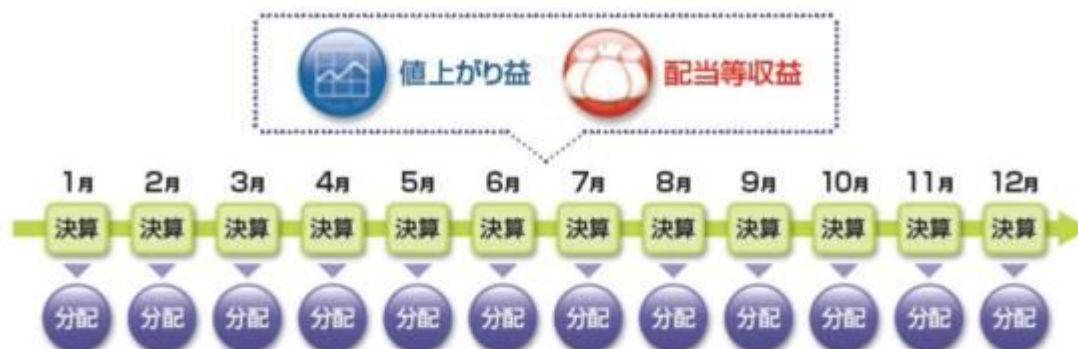 値上がり益 配当等収益
1月 2月 3月 4月 5月 6月 7月 8月 9月 10月 11月 12月
決算 決算 決算 決算 決算 決算 決算 決算 決算 決算 決算 決算
分配 分配 分配 分配 分配 分配 分配 分配 分配 分配 分配 分配